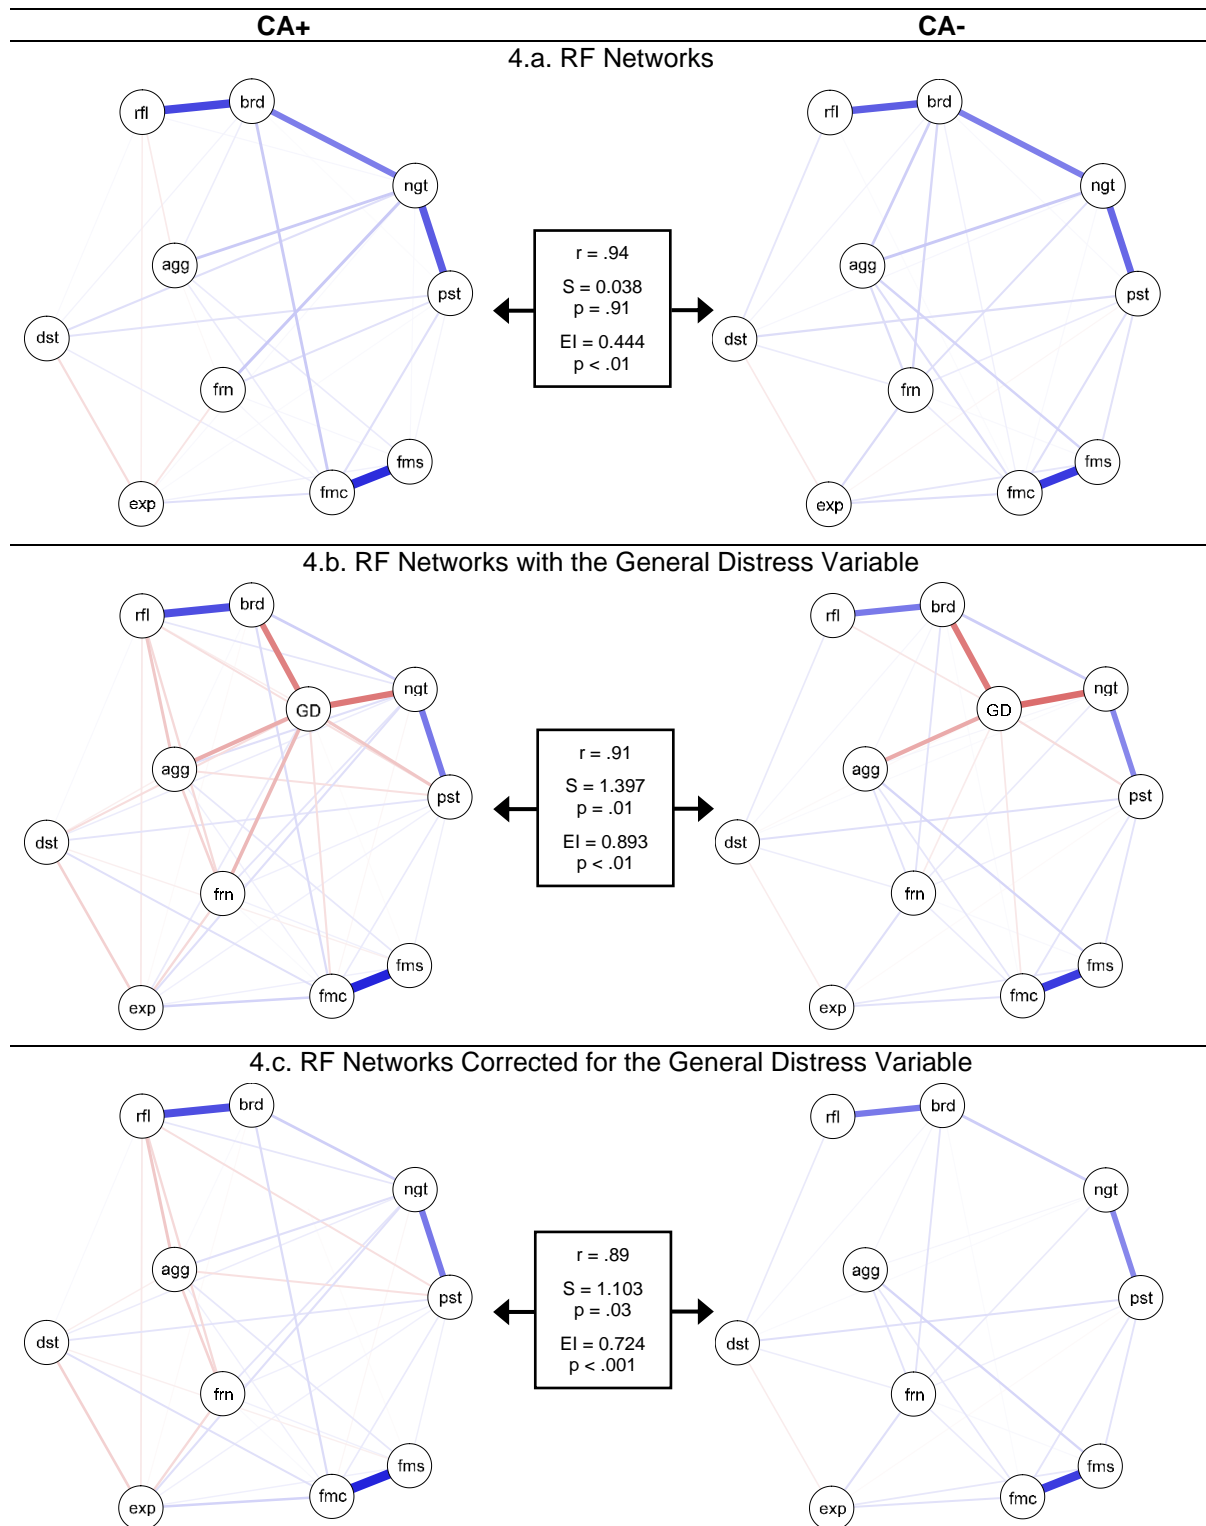 CA+ CA-
4.a. RF Networks
rfl brd rfl brd
ngt ngt
agg agg
pst pst
dst dst
frn frn
fms fms
fmc fmc
exp exp
r = .94
S = 0.038
p = .91
EI = 0.444
p < .01
4.b. RF Networks with the General Distress Variable
rfl brd rfl brd
ngt ngt
GD GD
agg agg
pst pst
dst dst
frn frn
fms fms
fmc fmc
exp exp
r = .91
S = 1.397
p = .01
EI = 0.893
p < .01
4.c. RF Networks Corrected for the General Distress Variable
rfl brd rfl brd
ngt ngt
agg agg
pst pst
dst dst
frn frn
fms fms
fmc fmc
exp exp
r = .89
S = 1.103
p = .03
EI = 0.724
p < .001